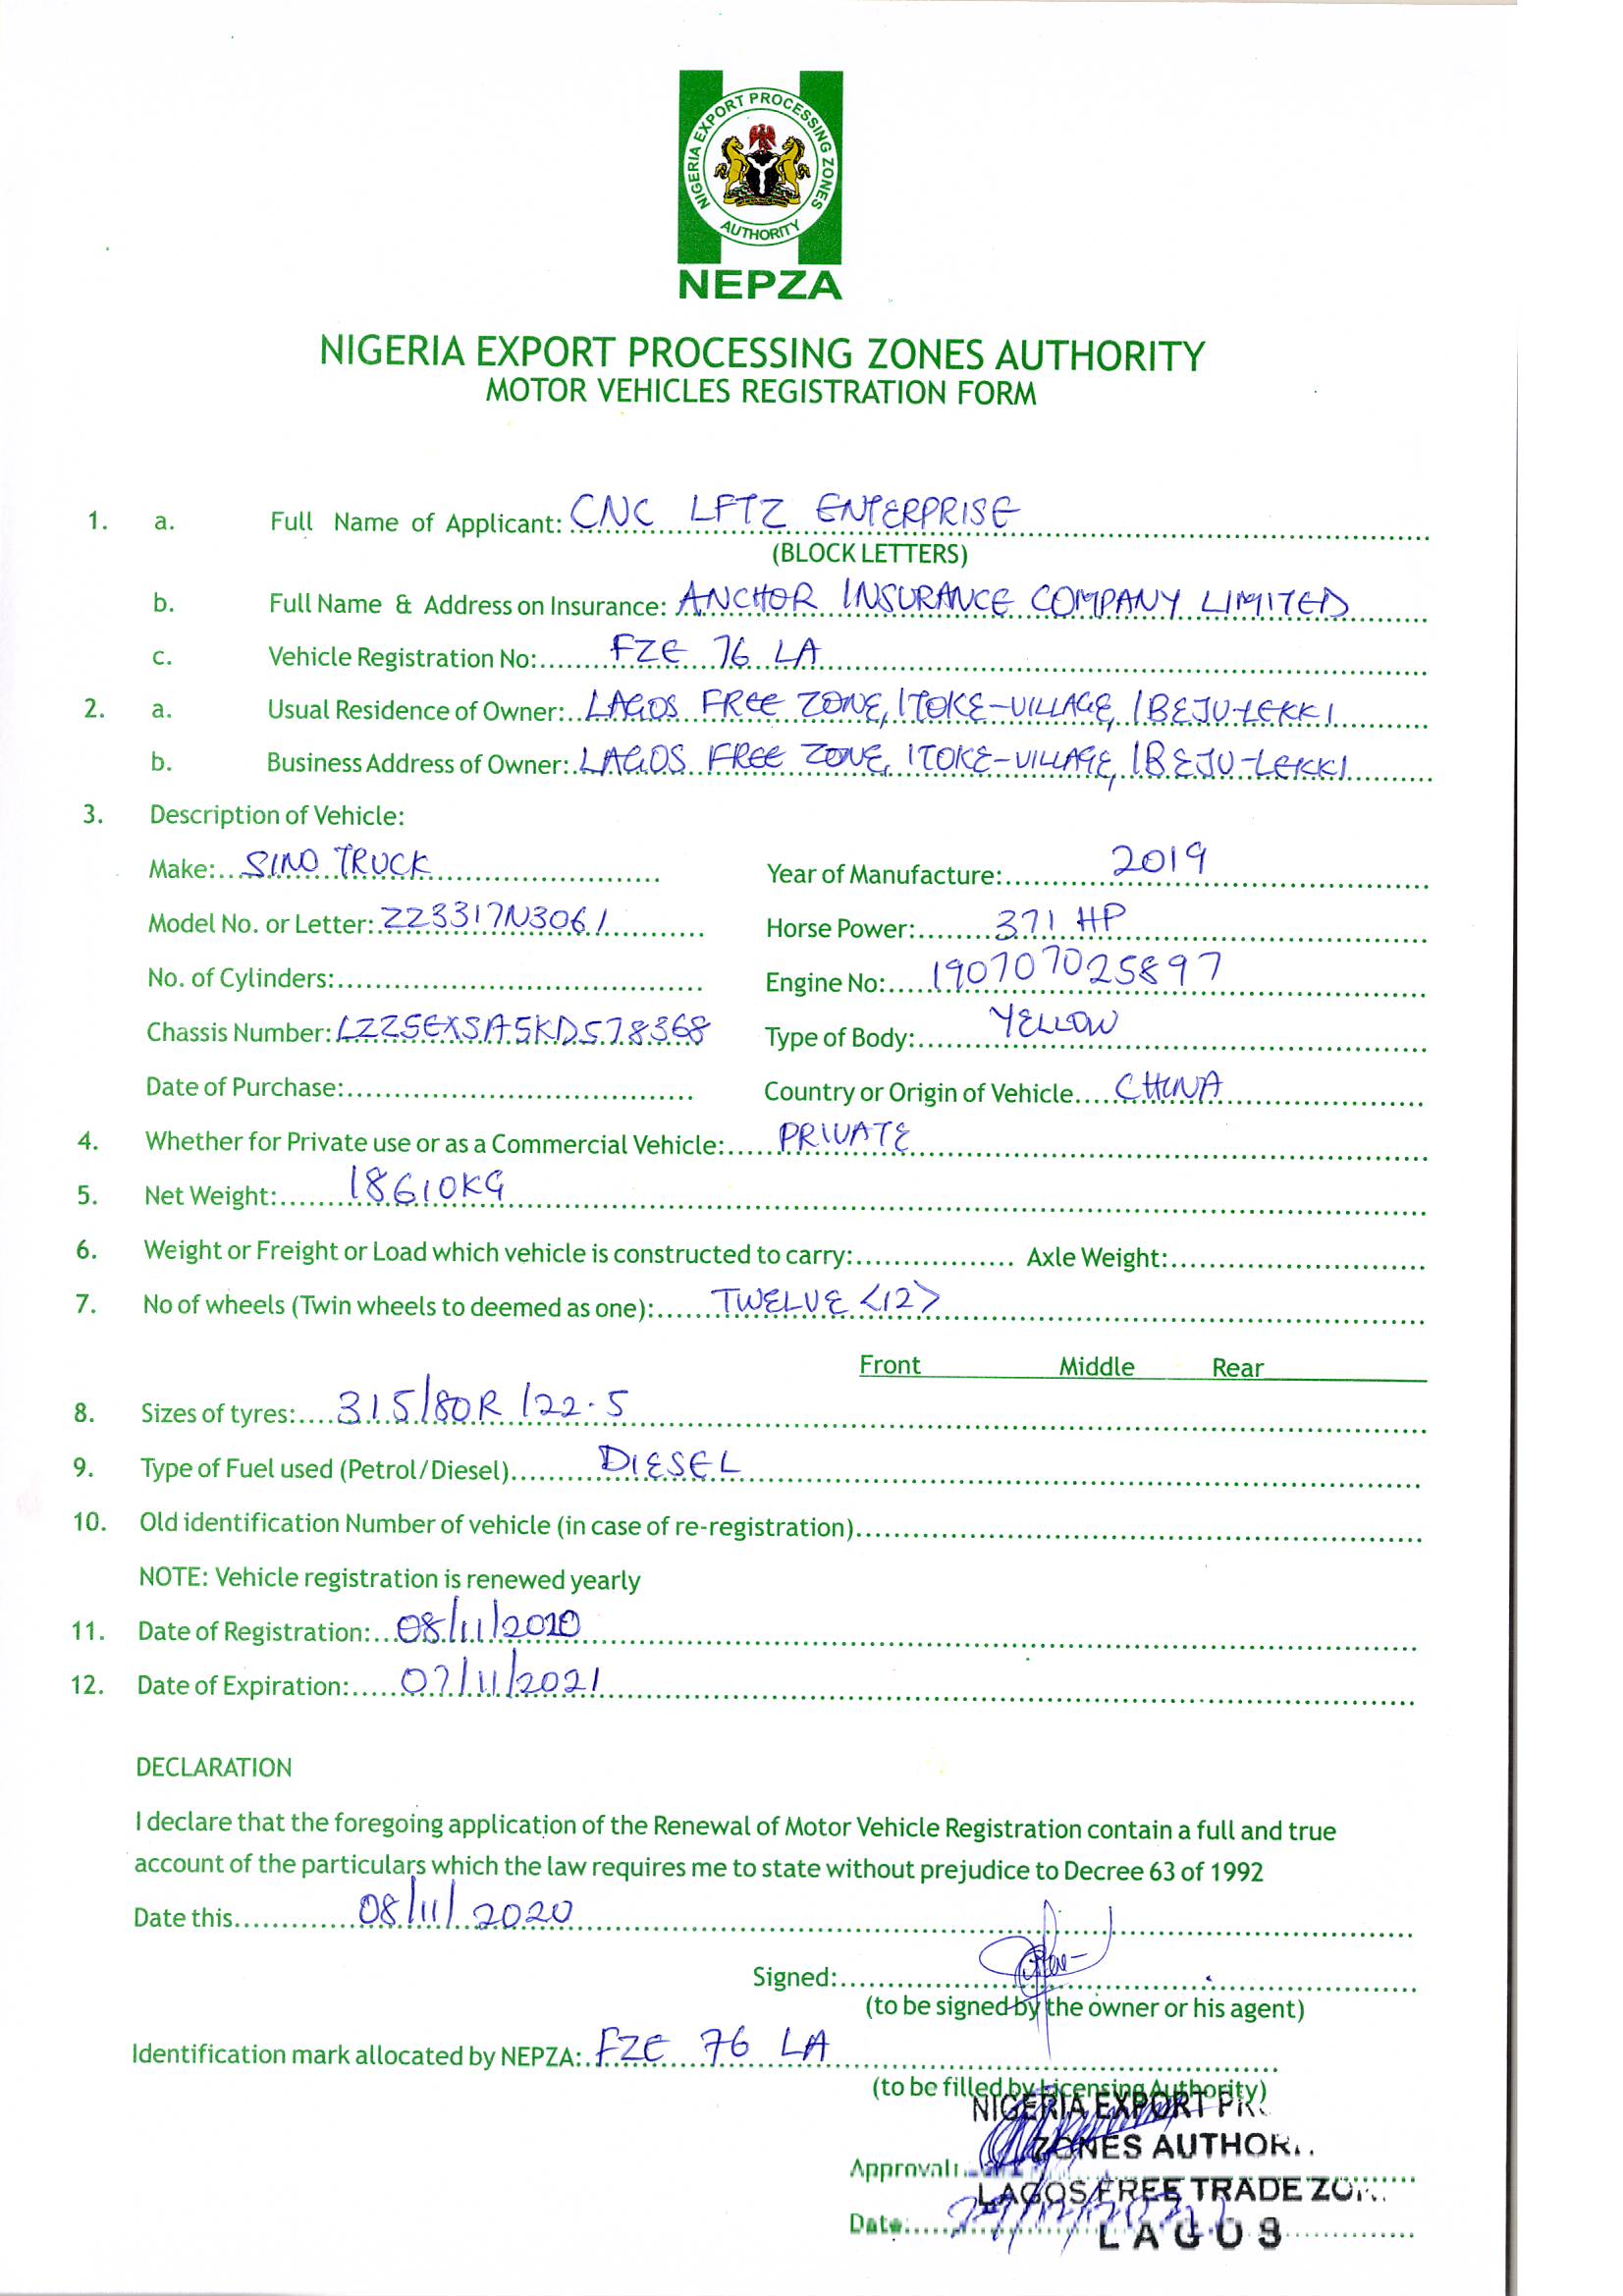 NIGERIA EXPORT PROCESSING ZONES
AUTHORITY
NEPZA
NIGERIA EXPORT PROCESSING ZONES AUTHORITY
MOTOR VEHICLES REGISTRATION FORM
1. a. Full Name of Applicant: CNC LFTZ ENTERPRISE
(BLOCK LETTERS)
b. Full Name & Address on Insurance: ANCHOR INSURANCE COMPANY LIMITED
c. Vehicle Registration No: FZE 76 LA
2. a. Usual Residence of Owner: LAGOS FREE ZONE, ITOKE-VILLAGE, IBEJU-LEKKI
b. Business Address of Owner: LAGOS FREE ZONE, ITOKE-VILLAGE, IBEJU-LEKKI
3. Description of Vehicle:
Make: SINO TRUCK Year of Manufacture: 2019
Model No. or Letter: ZZ3317N3061 Horse Power: 371 HP
No. of Cylinders: Engine No: 190707025897
Chassis Number: LZZ5EXSA5KD578368 Type of Body: YELLOW
Date of Purchase: Country or Origin of Vehicle CHINA
4. Whether for Private use or as a Commercial Vehicle: PRIVATE
5. Net Weight: 18610KG
6. Weight or Freight or Load which vehicle is constructed to carry: Axle Weight:
7. No of wheels (Twin wheels to deemed as one): TWELVE <12>
Front Middle Rear
8. Sizes of tyres: 315/80R/22.5
9. Type of Fuel used (Petrol/Diesel) DIESEL
10. Old identification Number of vehicle (in case of re-registration)
NOTE: Vehicle registration is renewed yearly
11. Date of Registration: 08/11/2020
12. Date of Expiration: 07/11/2021
DECLARATION
I declare that the foregoing application of the Renewal of Motor Vehicle Registration contain a full and true
account of the particulars which the law requires me to state without prejudice to Decree 63 of 1992
Date this 08/11/2020
Signed:
(to be signed by the owner or his agent)
Identification mark allocated by NEPZA: FZE 76 LA
(to be filled by Licensing Authority)
NIGERIA EXPORT
ZONES
Approval:
LAGOS FREE TRADE
Date:
LAGOS